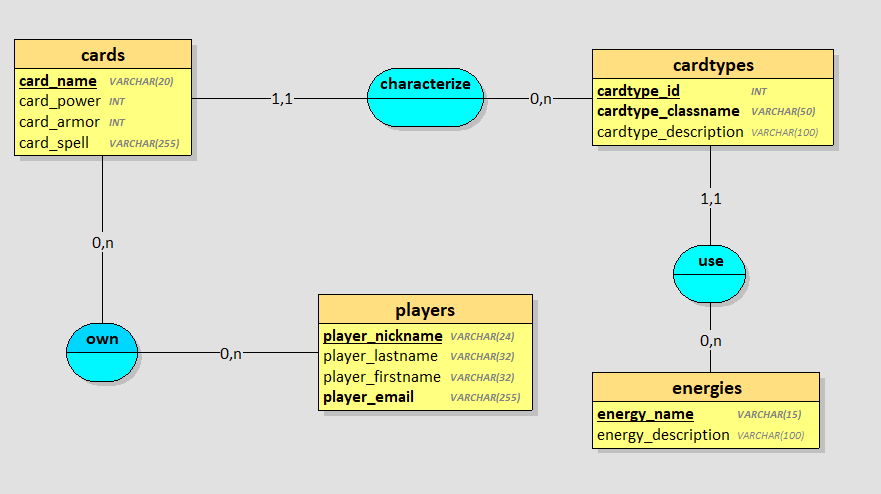 cards
card_name VARCHAR(20)
card_power INT
card_armor INT
card_spell VARCHAR(255)
1,1
characterize
0,n
cardtypes
cardtype_id INT
cardtype_classname VARCHAR(50)
cardtype_description VARCHAR(100)
0,n
1,1
own
use
0,n
players
player_nickname VARCHAR(24)
player_lastname VARCHAR(32)
player_firstname VARCHAR(32)
player_email VARCHAR(255)
0,n
energies
energy_name VARCHAR(15)
energy_description VARCHAR(100)